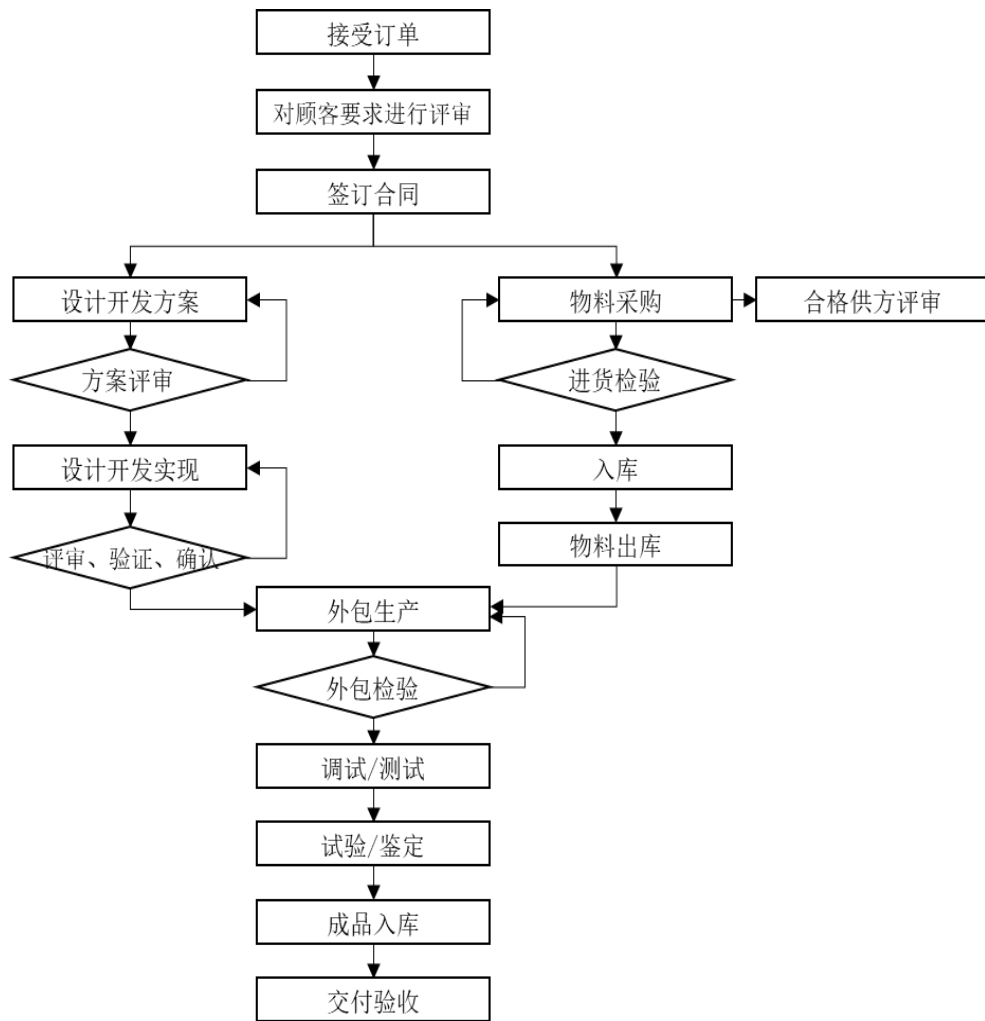 接受订单
对顾客要求进行评审
签订合同
设计开发方案
物料采购
合格供方评审
方案评审
进货检验
设计开发实现
入库
评审、验证、确认
物料出库
外包生产
外包检验
调试/测试
试验/鉴定
成品入库
交付验收